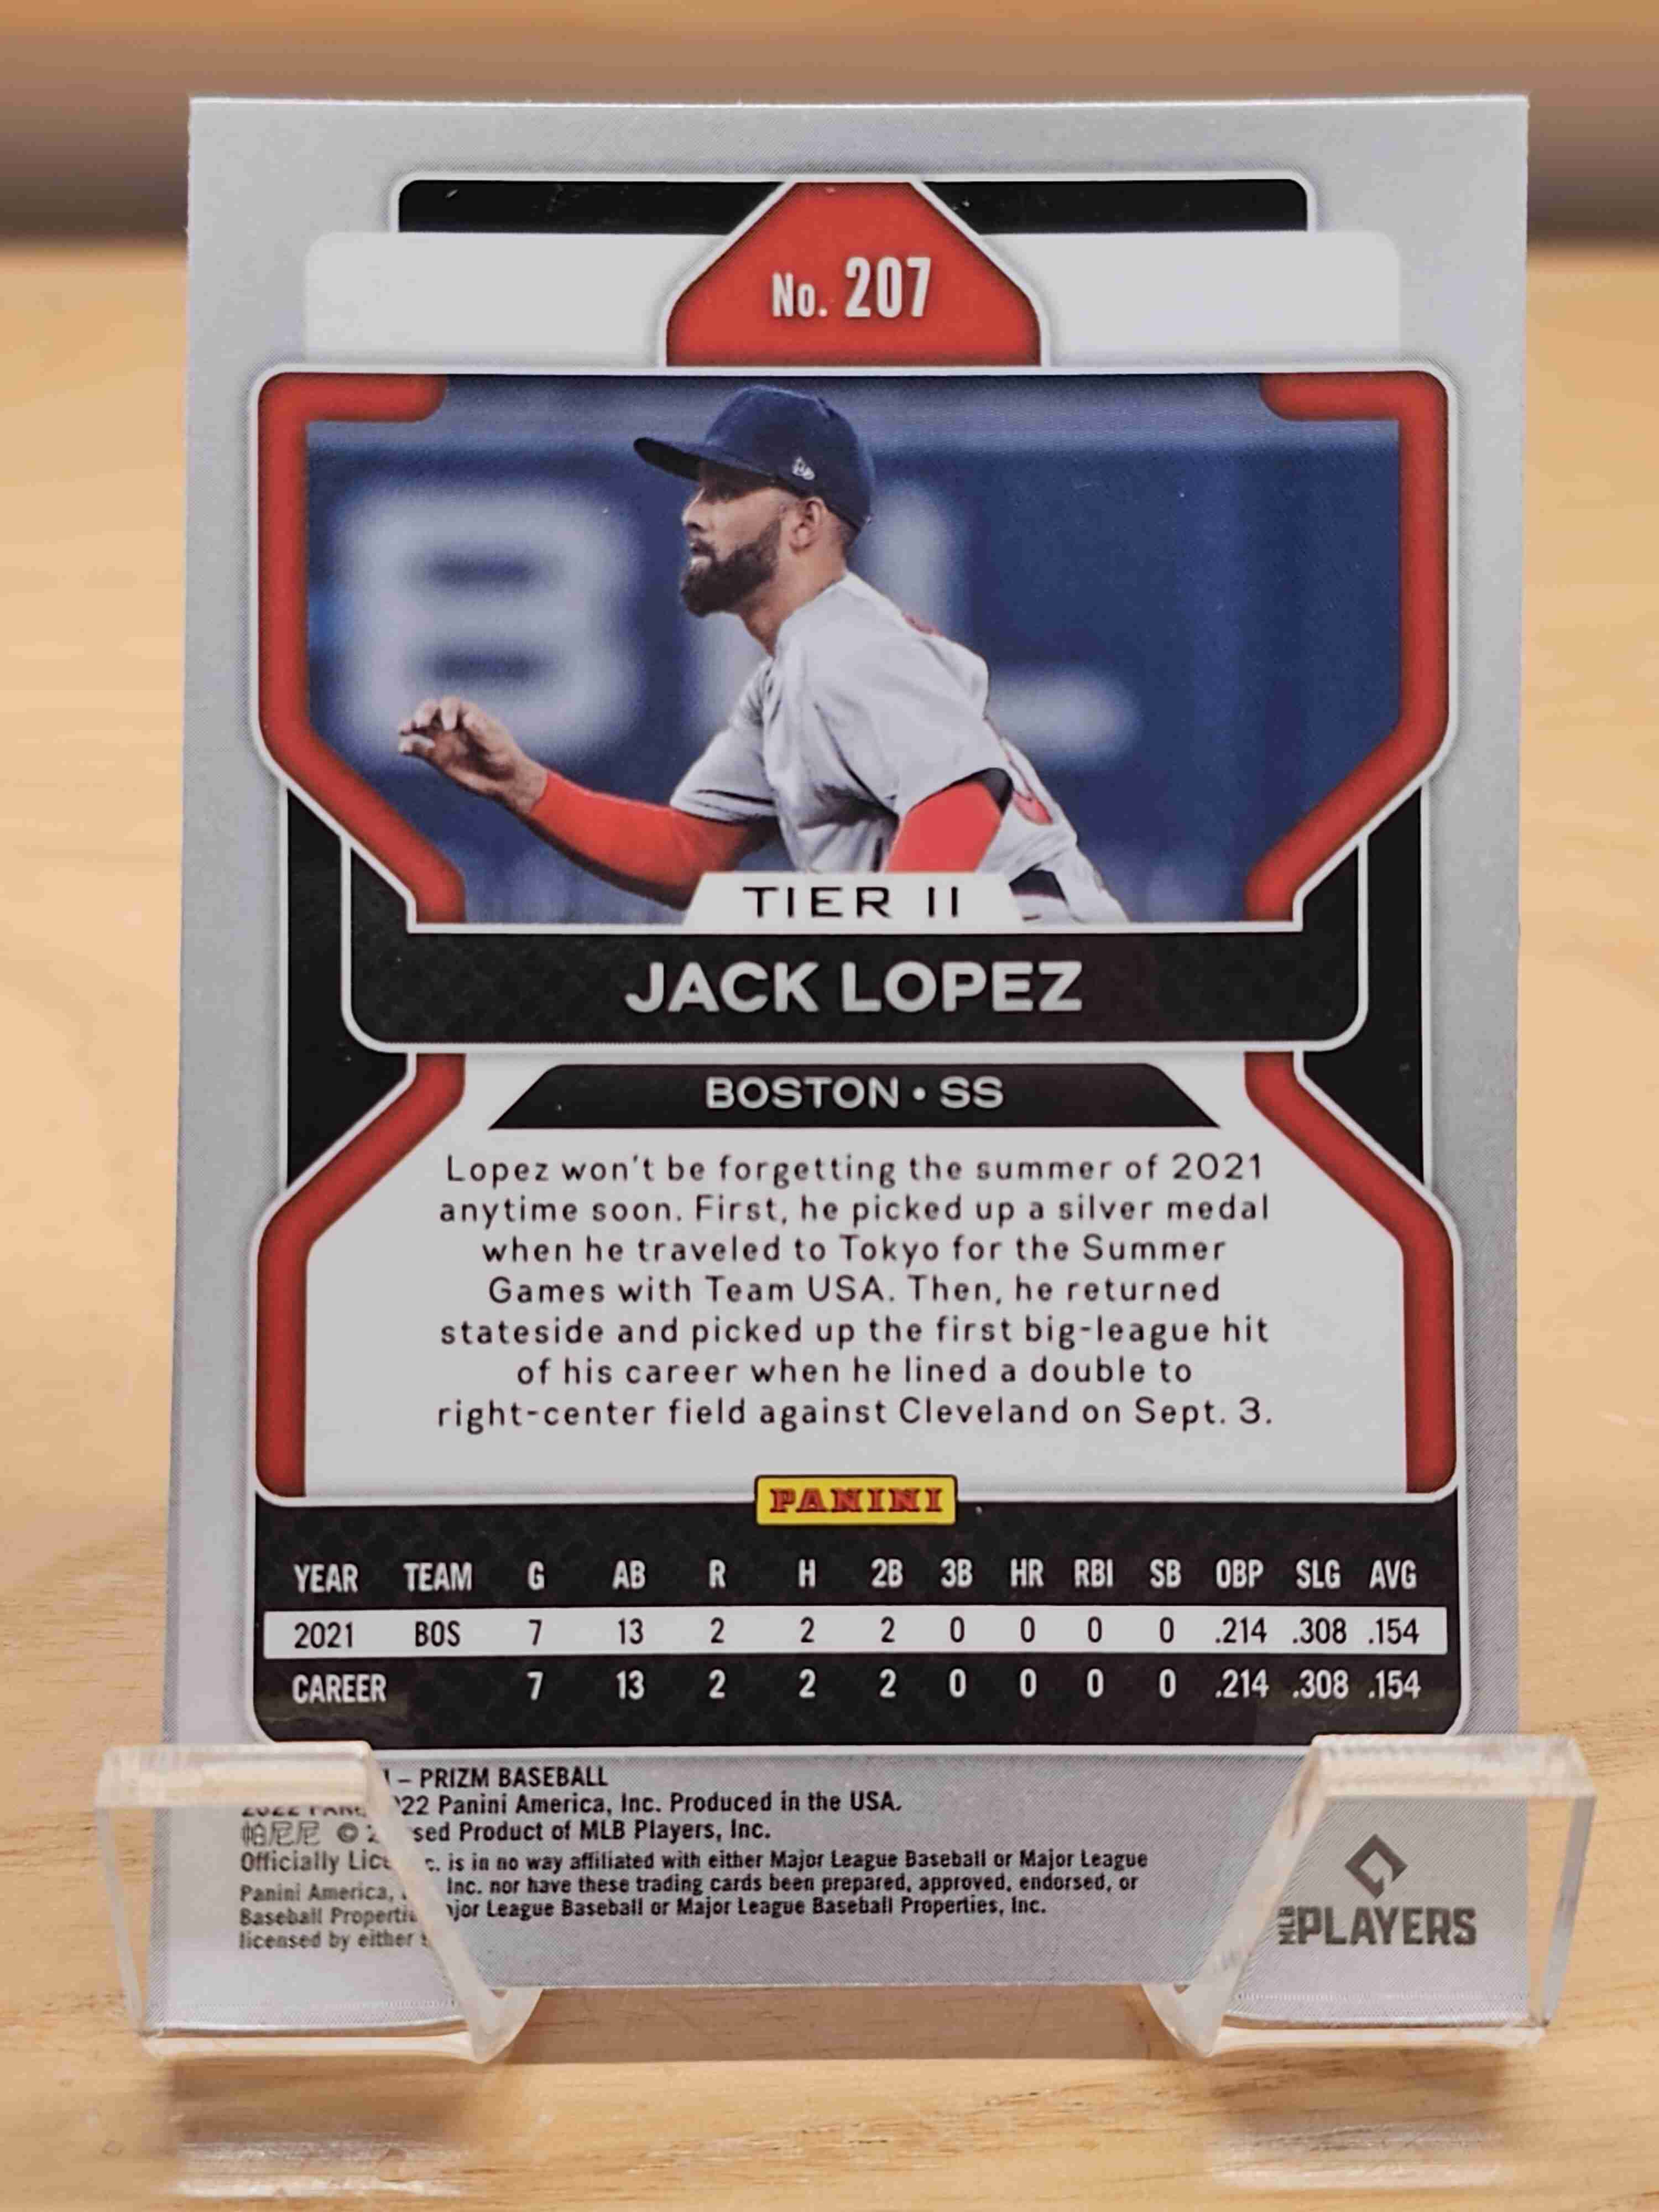 No. 207
TIER II
JACK LOPEZ
BOSTON • SS
Lopez won't be forgetting the summer of 2021
anytime soon. First, he picked up a silver medal
when he traveled to Tokyo for the Summer
Games with Team USA. Then, he returned
stateside and picked up the first big-league hit
of his career when he lined a double to
right-center field against Cleveland on Sept. 3.
PANINI
YEAR TEAM G AB R H 2B 3B HR RBI SB OBP SLG AVG
2021 BOS 7 13 2 2 2 0 0 0 0 .214 .308 .154
CAREER 7 13 2 2 2 0 0 0 0 .214 .308 .154
– PRIZM BASEBALL
帕尼尼 © 22 Panini America, Inc. Produced in the USA.
Officially sed Product of MLB Players, Inc.
Panini America, c. is in no way affiliated with either Major League Baseball or Major League
Baseball Inc. nor have these trading cards been prepared, approved, endorsed, or
licensed by either jor League Baseball or Major League Baseball Properties, Inc.
MLB PLAYERS